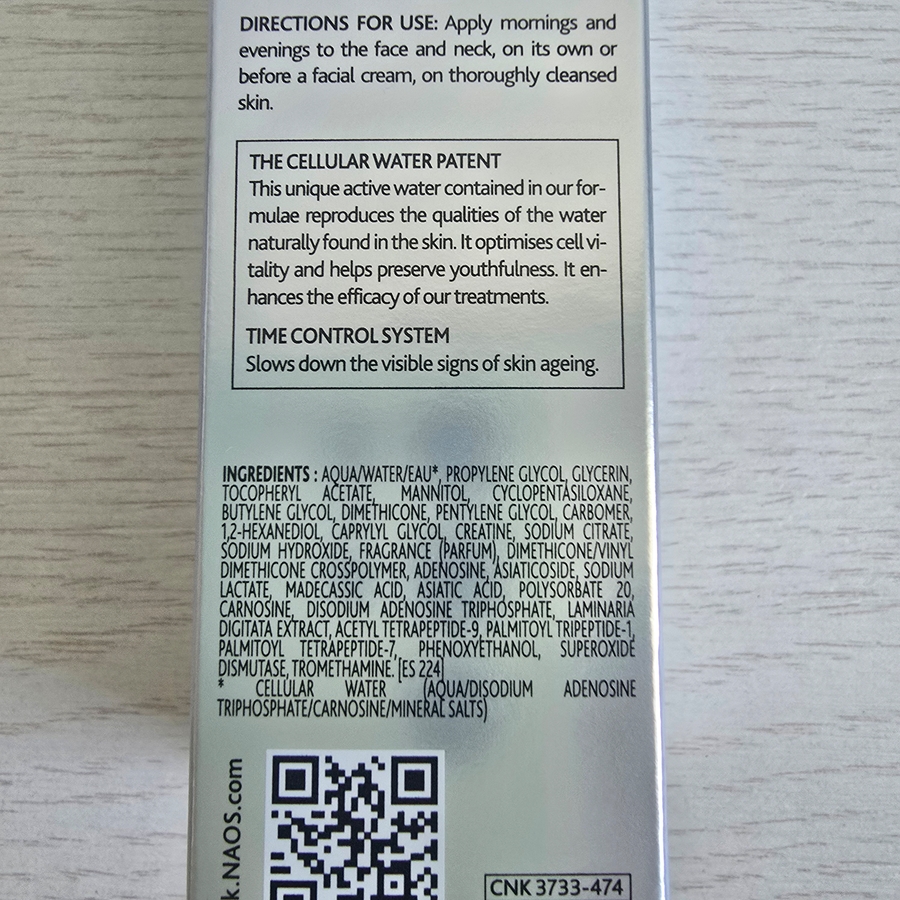 DIRECTIONS FOR USE: Apply mornings and
evenings to the face and neck, on its own or
before a facial cream, on thoroughly cleansed
skin.
THE CELLULAR WATER PATENT
This unique active water contained in our for-
mulae reproduces the qualities of the water
naturally found in the skin. It optimises cell vi-
tality and helps preserve youthfulness. It en-
hances the efficacy of our treatments.
TIME CONTROL SYSTEM
Slows down the visible signs of skin ageing.
INGREDIENTS : AQUA/WATER/EAU*, PROPYLENE GLYCOL, GLYCERIN,
TOCOPHERYL ACETATE, MANNITOL, CYCLOPENTASILOXANE,
BUTYLENE GLYCOL, DIMETHICONE, PENTYLENE GLYCOL, CARBOMER,
1,2-HEXANEDIOL, CAPRYLYL GLYCOL, CREATINE, SODIUM CITRATE,
SODIUM HYDROXIDE, FRAGRANCE (PARFUM), DIMETHICONE/VINYL
DIMETHICONE CROSSPOLYMER, ADENOSINE, ASIATICOSIDE, SODIUM
LACTATE, MADECASSIC ACID, ASIATIC ACID, POLYSORBATE 20,
CARNOSINE, DISODIUM ADENOSINE TRIPHOSPHATE, LAMINARIA
DIGITATA EXTRACT, ACETYL TETRAPEPTIDE-9, PALMITOYL TRIPEPTIDE-1,
PALMITOYL TETRAPEPTIDE-7, PHENOXYETHANOL, SUPEROXIDE
DISMUTASE, TROMETHAMINE. [ES 224]
* CELLULAR WATER (AQUA/DISODIUM ADENOSINE
TRIPHOSPHATE/CARNOSINE/MINERAL SALTS)
k.NAOS.com
CNK 3733-474